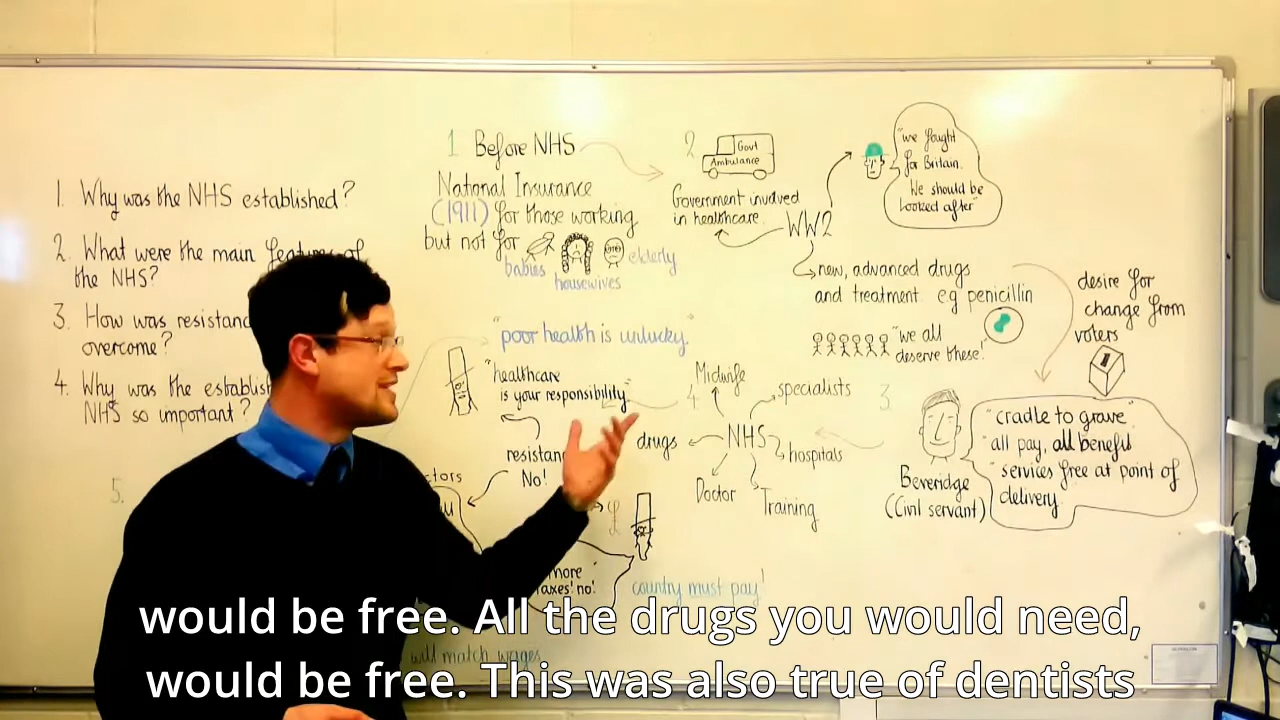 1. Why was the NHS established?
2. What were the main features of
the NHS?
3. How was
overcome?
4. Why was the
NHS so important?
5.
1 Before NHS
National Insurance
(1911) for those working
but not for
babies
housewives
elderly
"poor health is unlucky."
"healthcare
is your responsibility"
No!
more
taxes! no!
country must pay!
will match wages
2
Govt
Ambulance
Government involved
in healthcare.
WW2
"we fought
for Britain.
We should be
looked after"
new, advanced drugs
and treatment. eg penicillin
"we all
deserve these!"
desire for
change from
voters
3.
"cradle to grave"
all pay, all benefit
services free at point of
delivery.
Beveridge
(Civil servant)
4.
Midwife
specialists
drugs
NHS
hospitals
Doctor
Training
would be free. All the drugs you would need,
would be free. This was also true of dentists